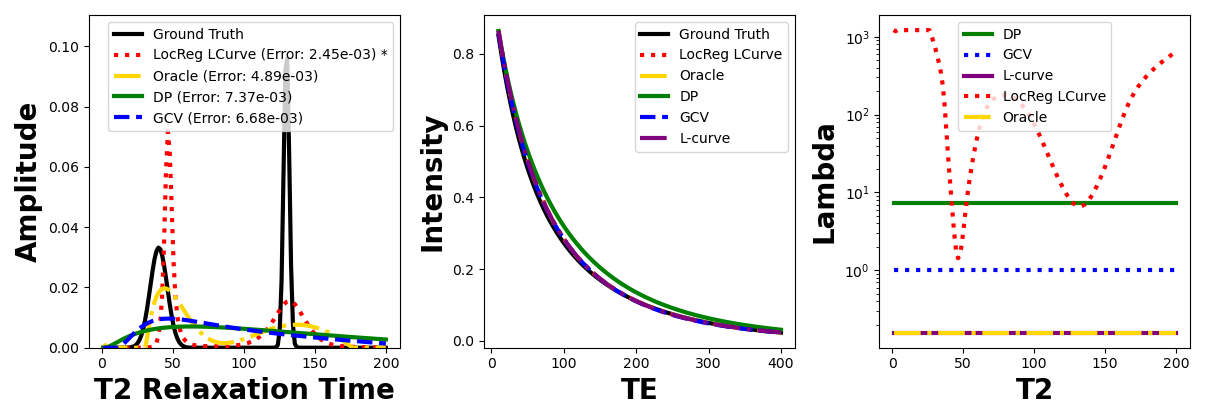 Amplitude
0.10
0.08
0.06
0.04
0.02
0.00
Ground Truth
LocReg LCurve (Error: 2.45e-03) *
Oracle (Error: 4.89e-03)
DP (Error: 7.37e-03)
GCV (Error: 6.68e-03)
0 50 100 150 200
T2 Relaxation Time
Intensity
0.8
0.6
0.4
0.2
0.0
Ground Truth
LocReg LCurve
Oracle
DP
GCV
L-curve
0 100 200 300 400
TE
Lambda
10³
10²
10¹
10⁰
DP
GCV
L-curve
LocReg LCurve
Oracle
0 50 100 150 200
T2